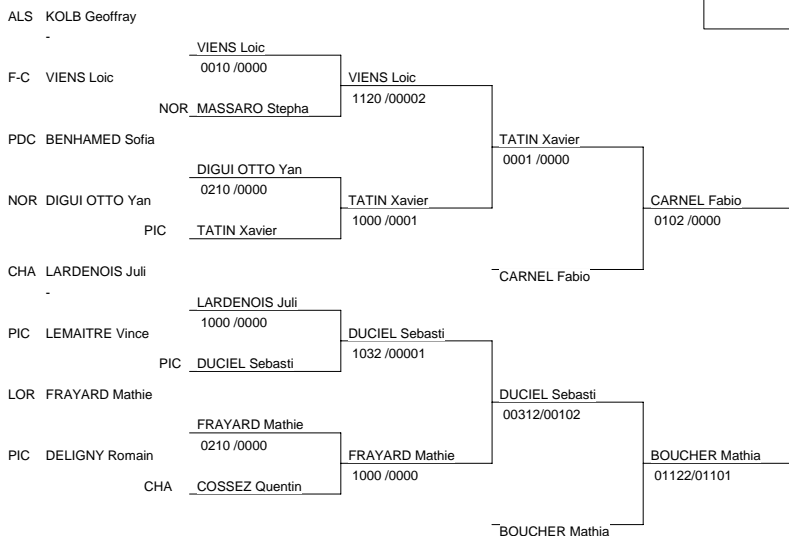 ALS KOLB Geoffray
-
VIENS Loic
0010 /0000
F-C VIENS Loic
VIENS Loic
1120 /00002
NOR MASSARO Stepha
PDC BENHAMED Sofia
TATIN Xavier
0001 /0000
DIGUI OTTO Yan
0210 /0000
NOR DIGUI OTTO Yan
TATIN Xavier
1000 /0001
CARNEL Fabio
0102 /0000
PIC TATIN Xavier
CHA LARDENOIS Juli
-
CARNEL Fabio
LARDENOIS Juli
1000 /0000
PIC LEMAITRE Vince
DUCIEL Sebasti
1032 /00001
PIC DUCIEL Sebasti
LOR FRAYARD Mathie
DUCIEL Sebasti
00312/00102
FRAYARD Mathie
0210 /0000
PIC DELIGNY Romain
FRAYARD Mathie
1000 /0000
BOUCHER Mathia
01122/01101
CHA COSSEZ Quentin
BOUCHER Mathia